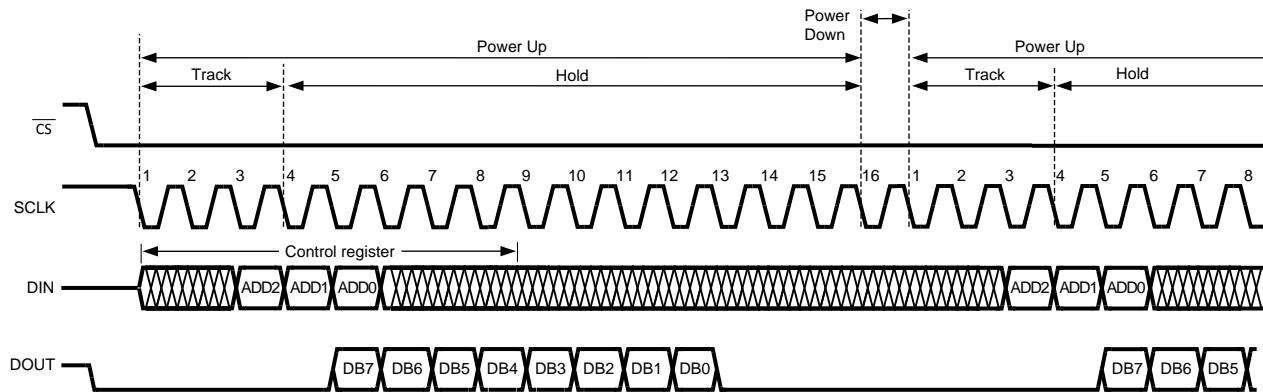 Power Down
Power Up
Power Up
Track
Hold
Track
Hold
CS
1 2 3 4 5 6 7 8 9 10 11 12 13 14 15 16 1 2 3 4 5 6 7 8
SCLK
Control register
DIN
ADD2 ADD1 ADD0 ADD2 ADD1 ADD0
DOUT
DB7 DB6 DB5 DB4 DB3 DB2 DB1 DB0 DB7 DB6 DB5